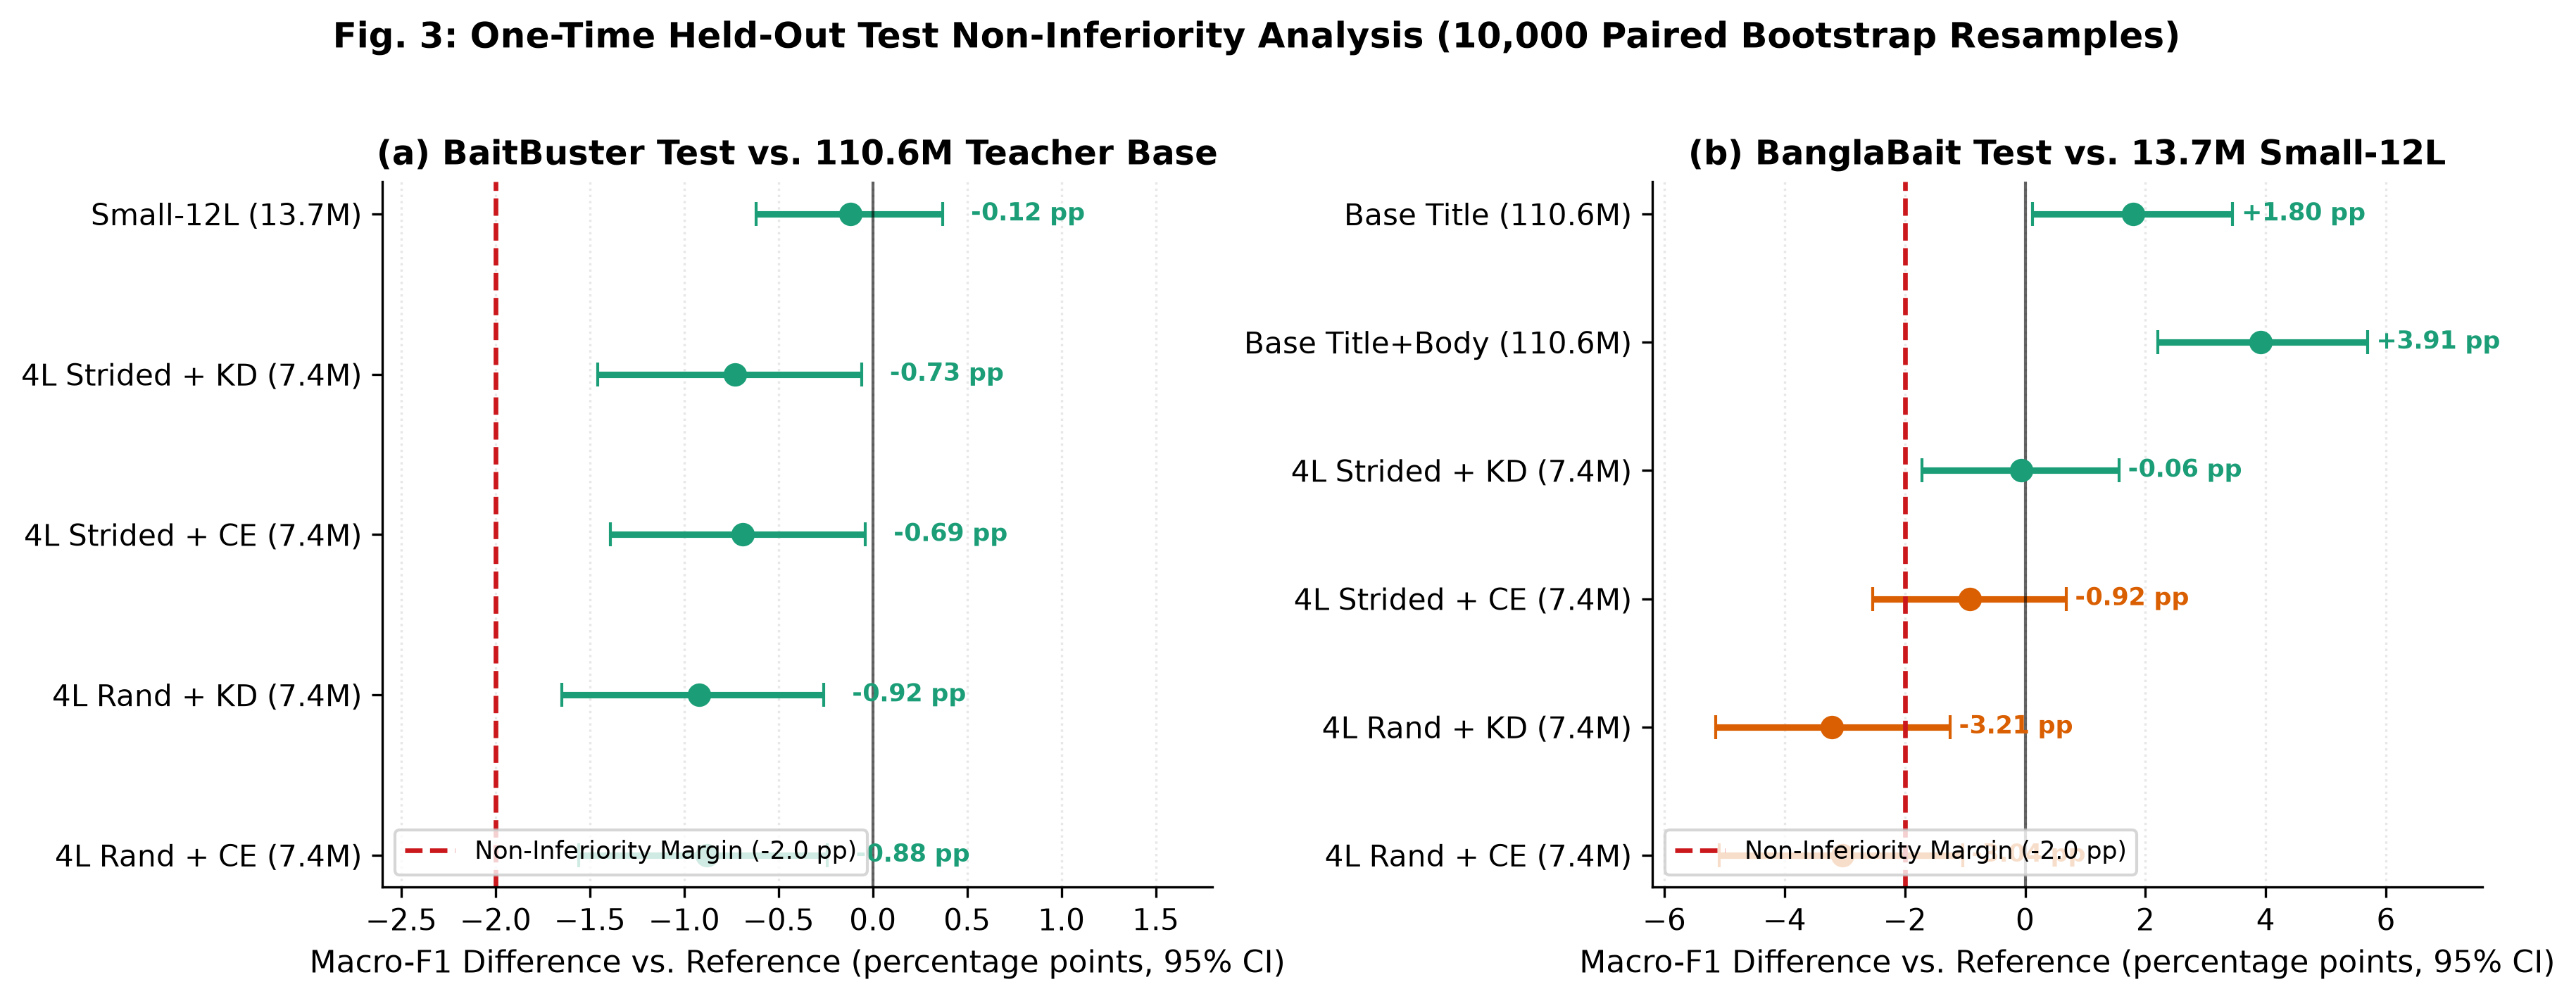 Fig. 3: One-Time Held-Out Test Non-Inferiority Analysis (10,000 Paired Bootstrap Resamples)
(a) BaitBuster Test vs. 110.6M Teacher Base
Small-12L (13.7M)
-0.12 pp
4L Strided + KD (7.4M)
-0.73 pp
4L Strided + CE (7.4M)
-0.69 pp
4L Rand + KD (7.4M)
-0.92 pp
4L Rand + CE (7.4M)
-0.88 pp
Non-Inferiority Margin (-2.0 pp)
−2.5 −2.0 −1.5 −1.0 −0.5 0.0 0.5 1.0 1.5
Macro-F1 Difference vs. Reference (percentage points, 95% CI)
(b) BanglaBait Test vs. 13.7M Small-12L
Base Title (110.6M)
+1.80 pp
Base Title+Body (110.6M)
+3.91 pp
4L Strided + KD (7.4M)
-0.06 pp
4L Strided + CE (7.4M)
-0.92 pp
4L Rand + KD (7.4M)
-3.21 pp
4L Rand + CE (7.4M)
Non-Inferiority Margin (-2.0 pp)
−6 −4 −2 0 2 4 6
Macro-F1 Difference vs. Reference (percentage points, 95% CI)